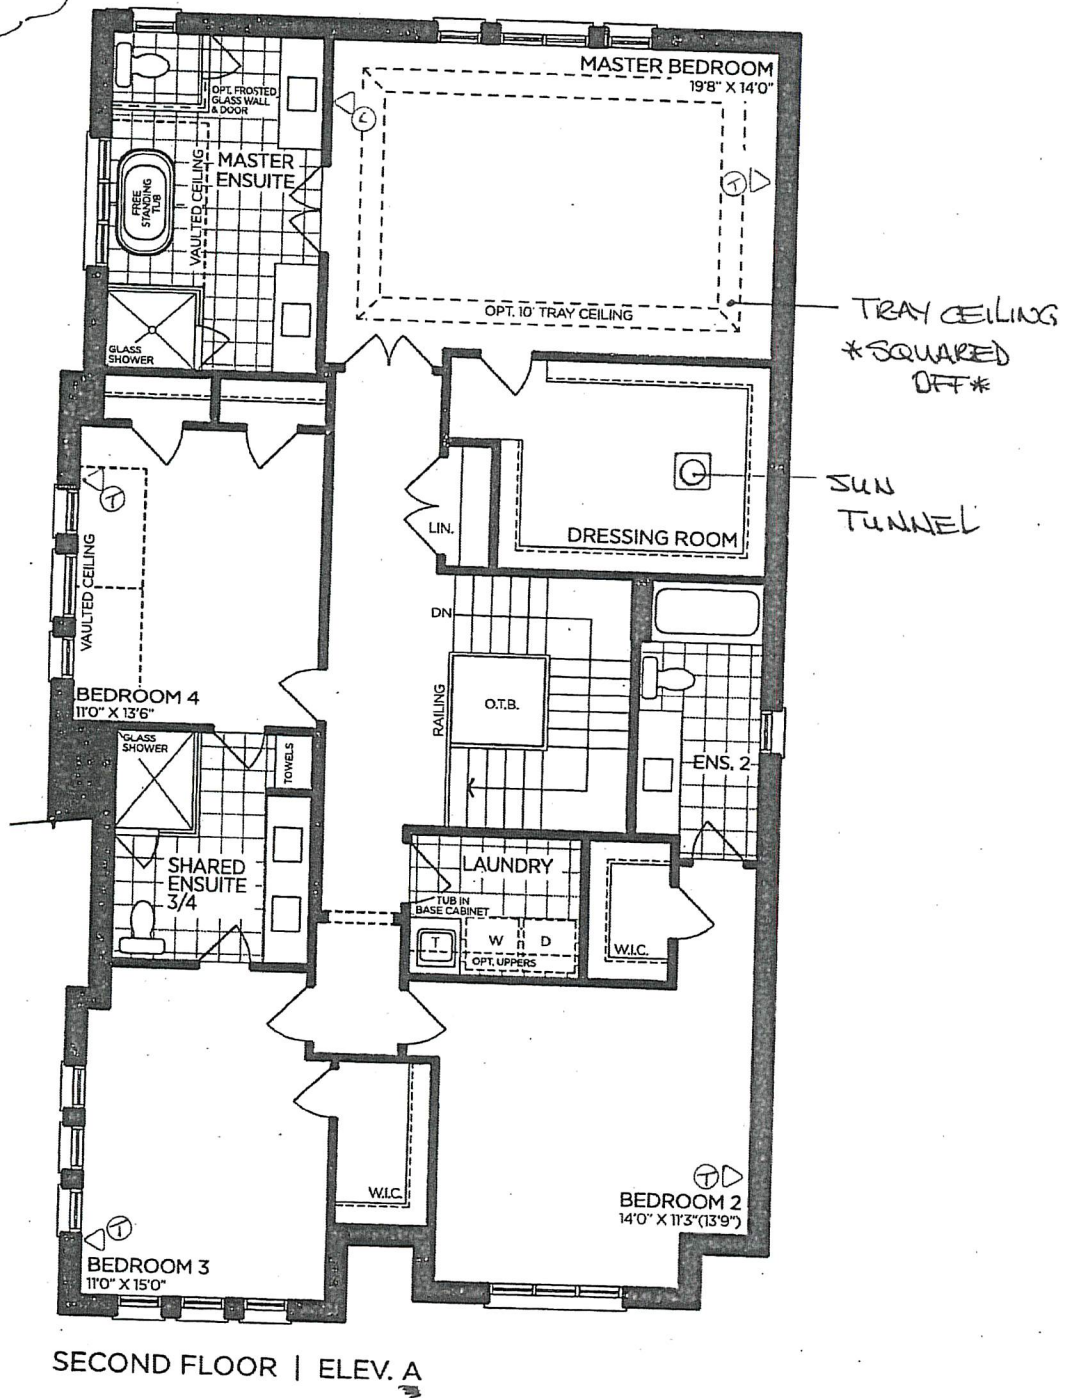 MASTER BEDROOM
19'8" X 14'0"
OPT. FROSTED
GLASS WALL
& DOOR
MASTER
ENSUITE
VAULTED CEILING
FREE
STANDING
TUB
GLASS
SHOWER
T
OPT. 10' TRAY CEILING
TRAY CEILING
*SQUARED
OFF*
SUN
TUNNEL
DRESSING ROOM
LIN.
T
VAULTED CEILING
BEDROOM 4
11'0" X 13'6"
DN
RAILING
O.T.B.
ENS. 2
GLASS
SHOWER
TOWELS
SHARED
ENSUITE
3/4
LAUNDRY
TUB IN
BASE CABINET
T
W
D
OPT. UPPERS
W.I.C.
W.I.C.
T
BEDROOM 2
14'0" X 11'3"(13'9")
T
BEDROOM 3
11'0" X 15'0"
SECOND FLOOR | ELEV. A